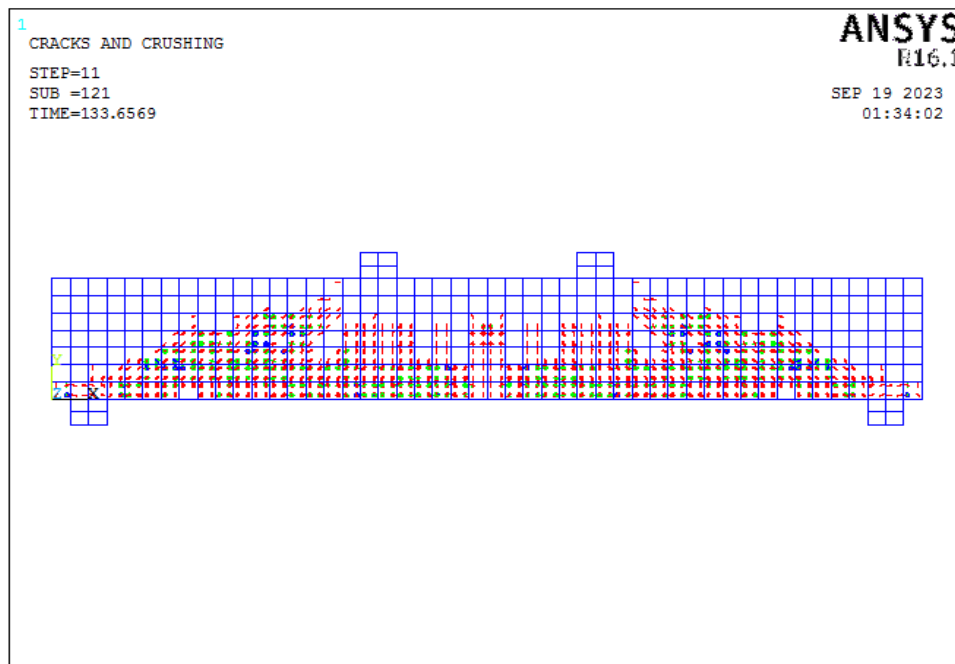 1
CRACKS AND CRUSHING
STEP=11
SUB =121
TIME=133.6569
ANSYS
R16.1
SEP 19 2023
01:34:02
Y
Z X